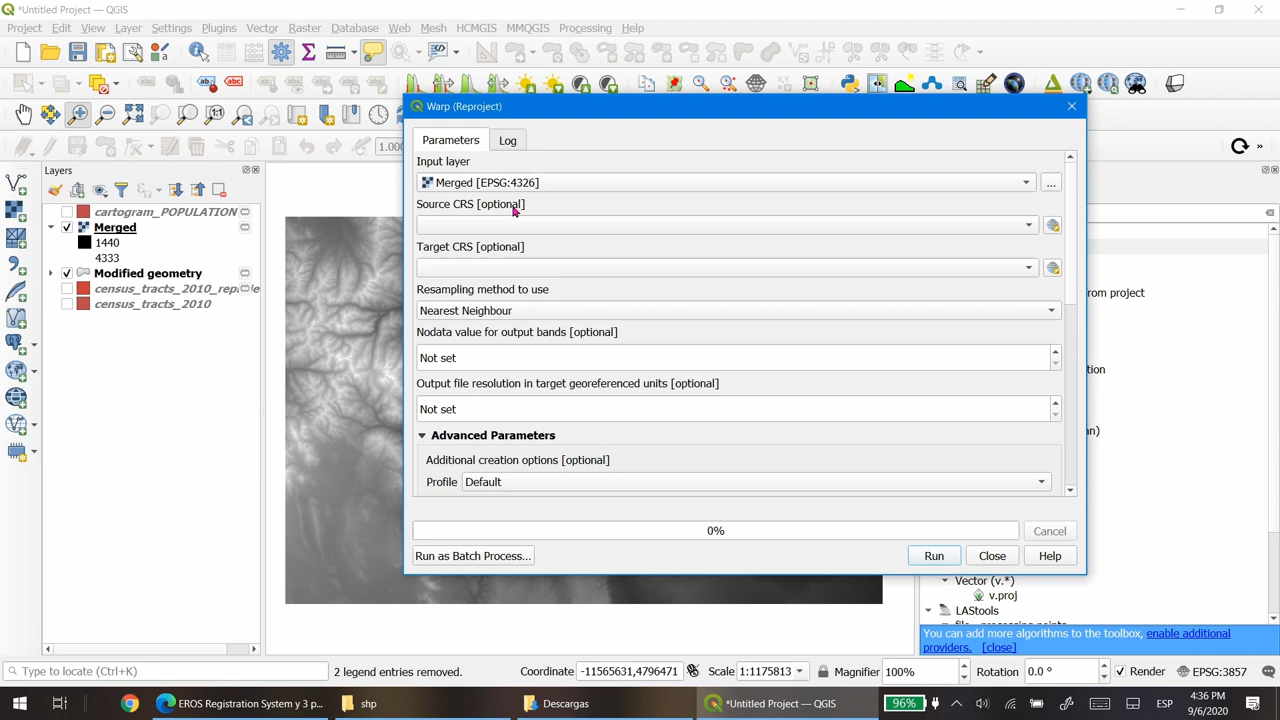 *Untitled Project — QGIS
Project Edit View Layer Settings Plugins Vector Raster Database Web Mesh HCMGIS MMQGIS Processing Help
Warp (Reproject)
Parameters Log
Layers
Input layer
Merged [EPSG:4326]
...
Source CRS [optional]
Target CRS [optional]
Resampling method to use
Nearest Neighbour
Nodata value for output bands [optional]
Not set
Output file resolution in target georeferenced units [optional]
Not set
Advanced Parameters
Additional creation options [optional]
Profile Default
0%
Cancel
Run as Batch Process...
Run
Close
Help
cartogram_POPULATION
Merged
1440
4333
Modified geometry
census_tracts_2010
1.000
abc
abc
»
Vector (v.*)
v.proj
LAStools
You can add more algorithms to the toolbox, enable additional
providers. [close]
Type to locate (Ctrl+K)
2 legend entries removed.
Coordinate -11565631,4796471
Scale 1:1175813
Magnifier 100%
Rotation 0.0 °
Render
EPSG:3857
EROS Registration System y 3 p...
shp
Descargas
*Untitled Project — QGIS
96%
ESP
4:36 PM
9/6/2020